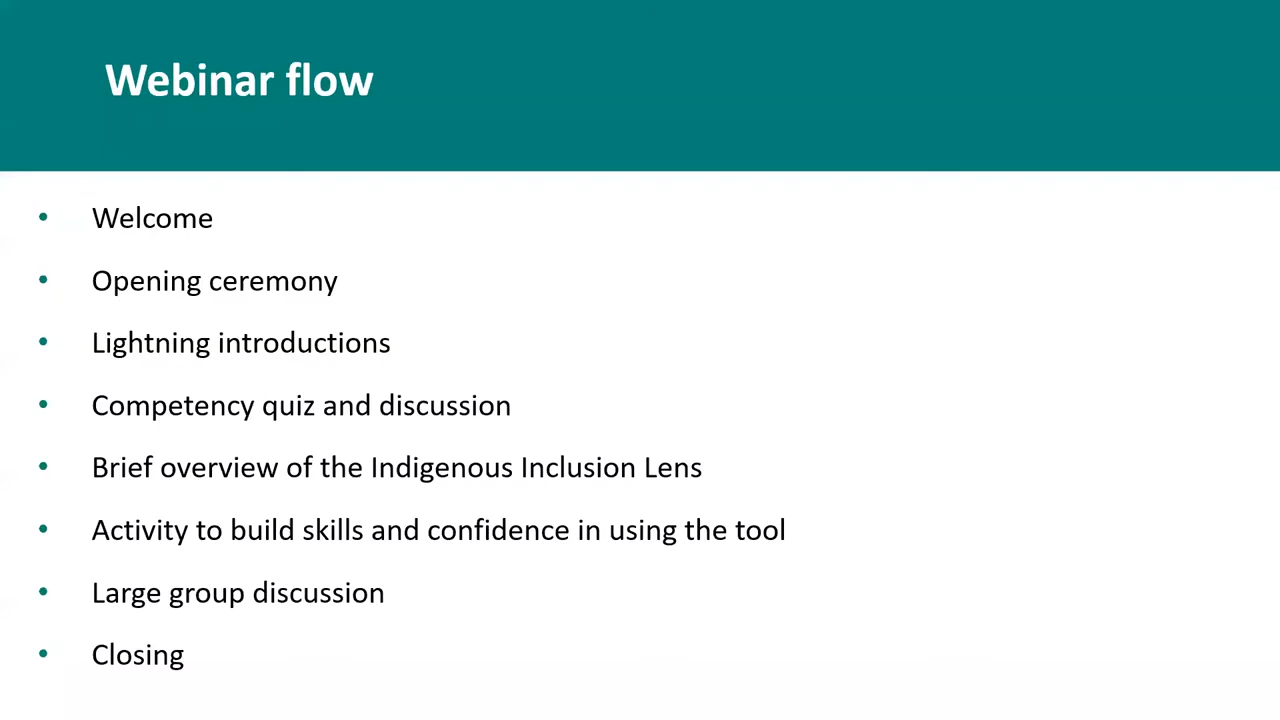 Webinar flow
• Welcome
• Opening ceremony
• Lightning introductions
• Competency quiz and discussion
• Brief overview of the Indigenous Inclusion Lens
• Activity to build skills and confidence in using the tool
• Large group discussion
• Closing